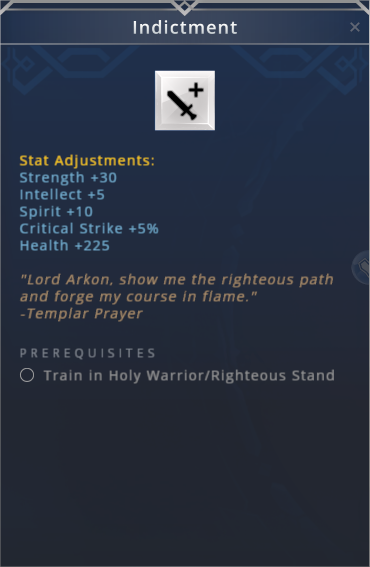 Indictment
Stat Adjustments:
Strength +30
Intellect +5
Spirit +10
Critical Strike +5%
Health +225
"Lord Arkon, show me the righteous path
and forge my course in flame."
-Templar Prayer
PREREQUISITES
Train in Holy Warrior/Righteous Stand